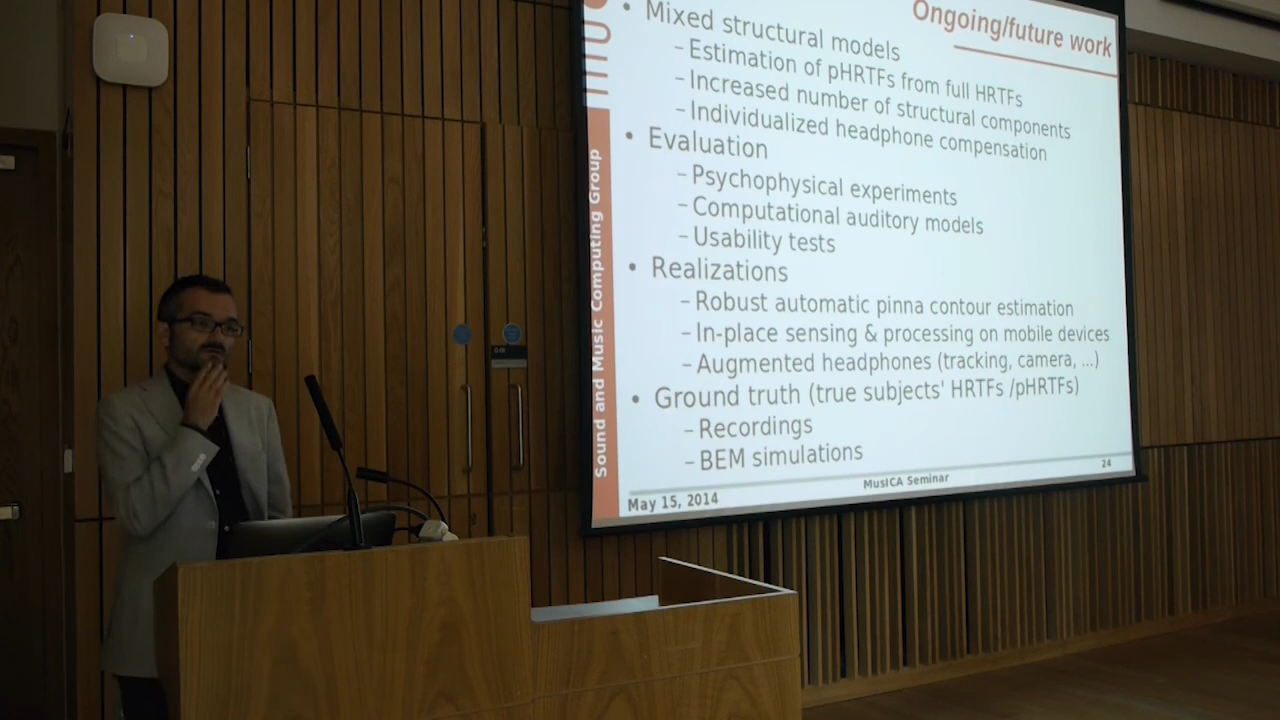 Ongoing/future work
• Mixed structural models
– Estimation of pHRTFs from full HRTFs
– Increased number of structural components
– Individualized headphone compensation
• Evaluation
– Psychophysical experiments
– Computational auditory models
– Usability tests
• Realizations
– Robust automatic pinna contour estimation
– In-place sensing & processing on mobile devices
– Augmented headphones (tracking, camera, ...)
• Ground truth (true subjects' HRTFs /pHRTFs)
– Recordings
– BEM simulations
Sound and Music Computing Group
May 15, 2014
MusICA Seminar
24